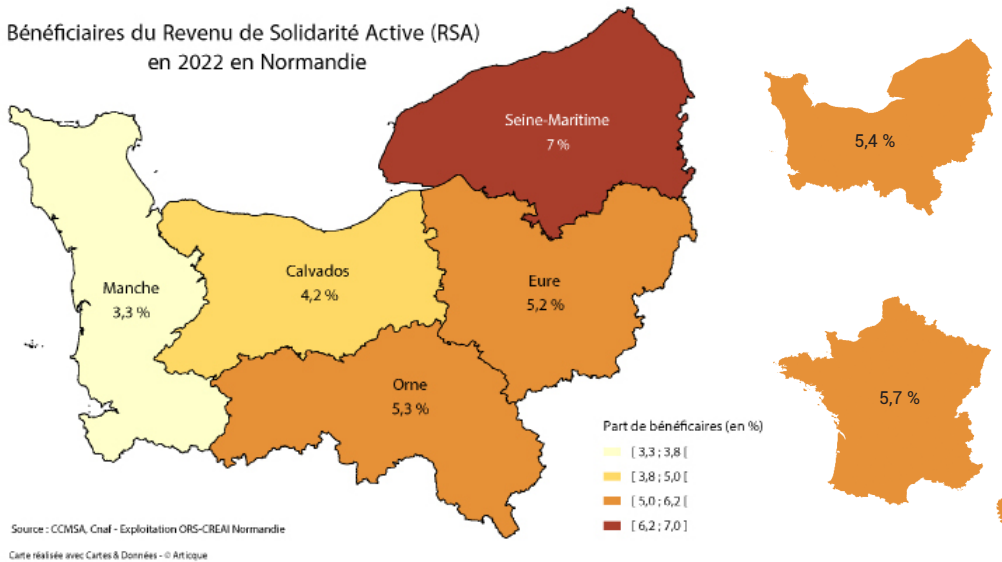 Bénéficiaires du Revenu de Solidarité Active (RSA)
en 2022 en Normandie
Seine-Maritime
7 %
5,4 %
Manche
3,3 %
Calvados
4,2 %
Eure
5,2 %
Orne
5,3 %
5,7 %
Part de bénéficaires (en %)
[ 3,3 ; 3,8 [
[ 3,8 ; 5,0 [
[ 5,0 ; 6,2 [
[ 6,2 ; 7,0 ]
Source : CCMSA, Cnaf - Exploitation ORS-CREAI Normandie
Carte réalisée avec Cartes & Données - © Articque